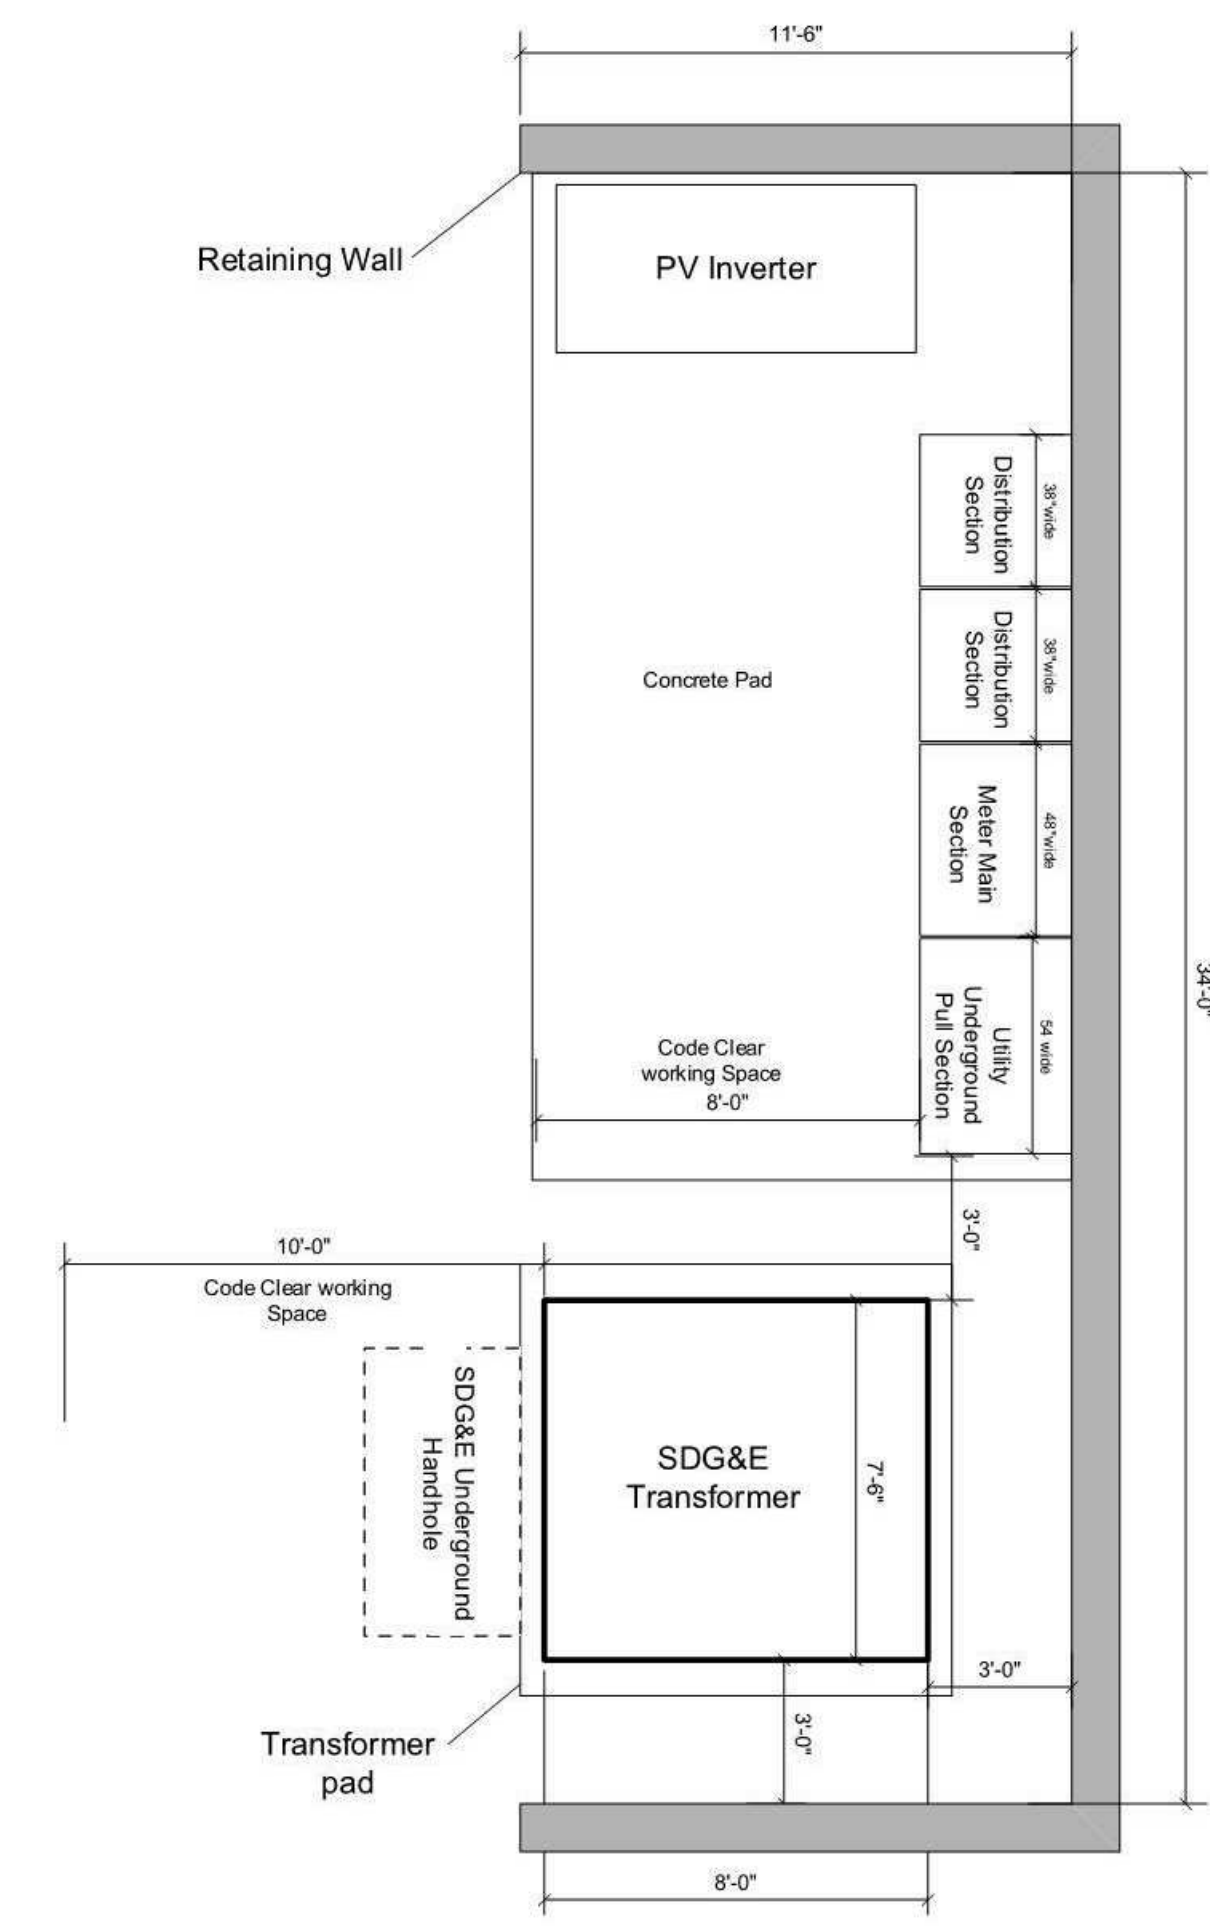 11'-6"
Retaining Wall
PV Inverter
Distribution
Section
38"wide
Distribution
Section
38"wide
Concrete Pad
Meter Main
Section
48"wide
34'-0"
Utility
Underground
Pull Section
54 wide
Code Clear
working Space
8'-0"
3'-0"
10'-0"
Code Clear working
Space
SDG&E Underground
Handhole
SDG&E
Transformer
7'-6"
3'-0"
3'-0"
Transformer
pad
8'-0"